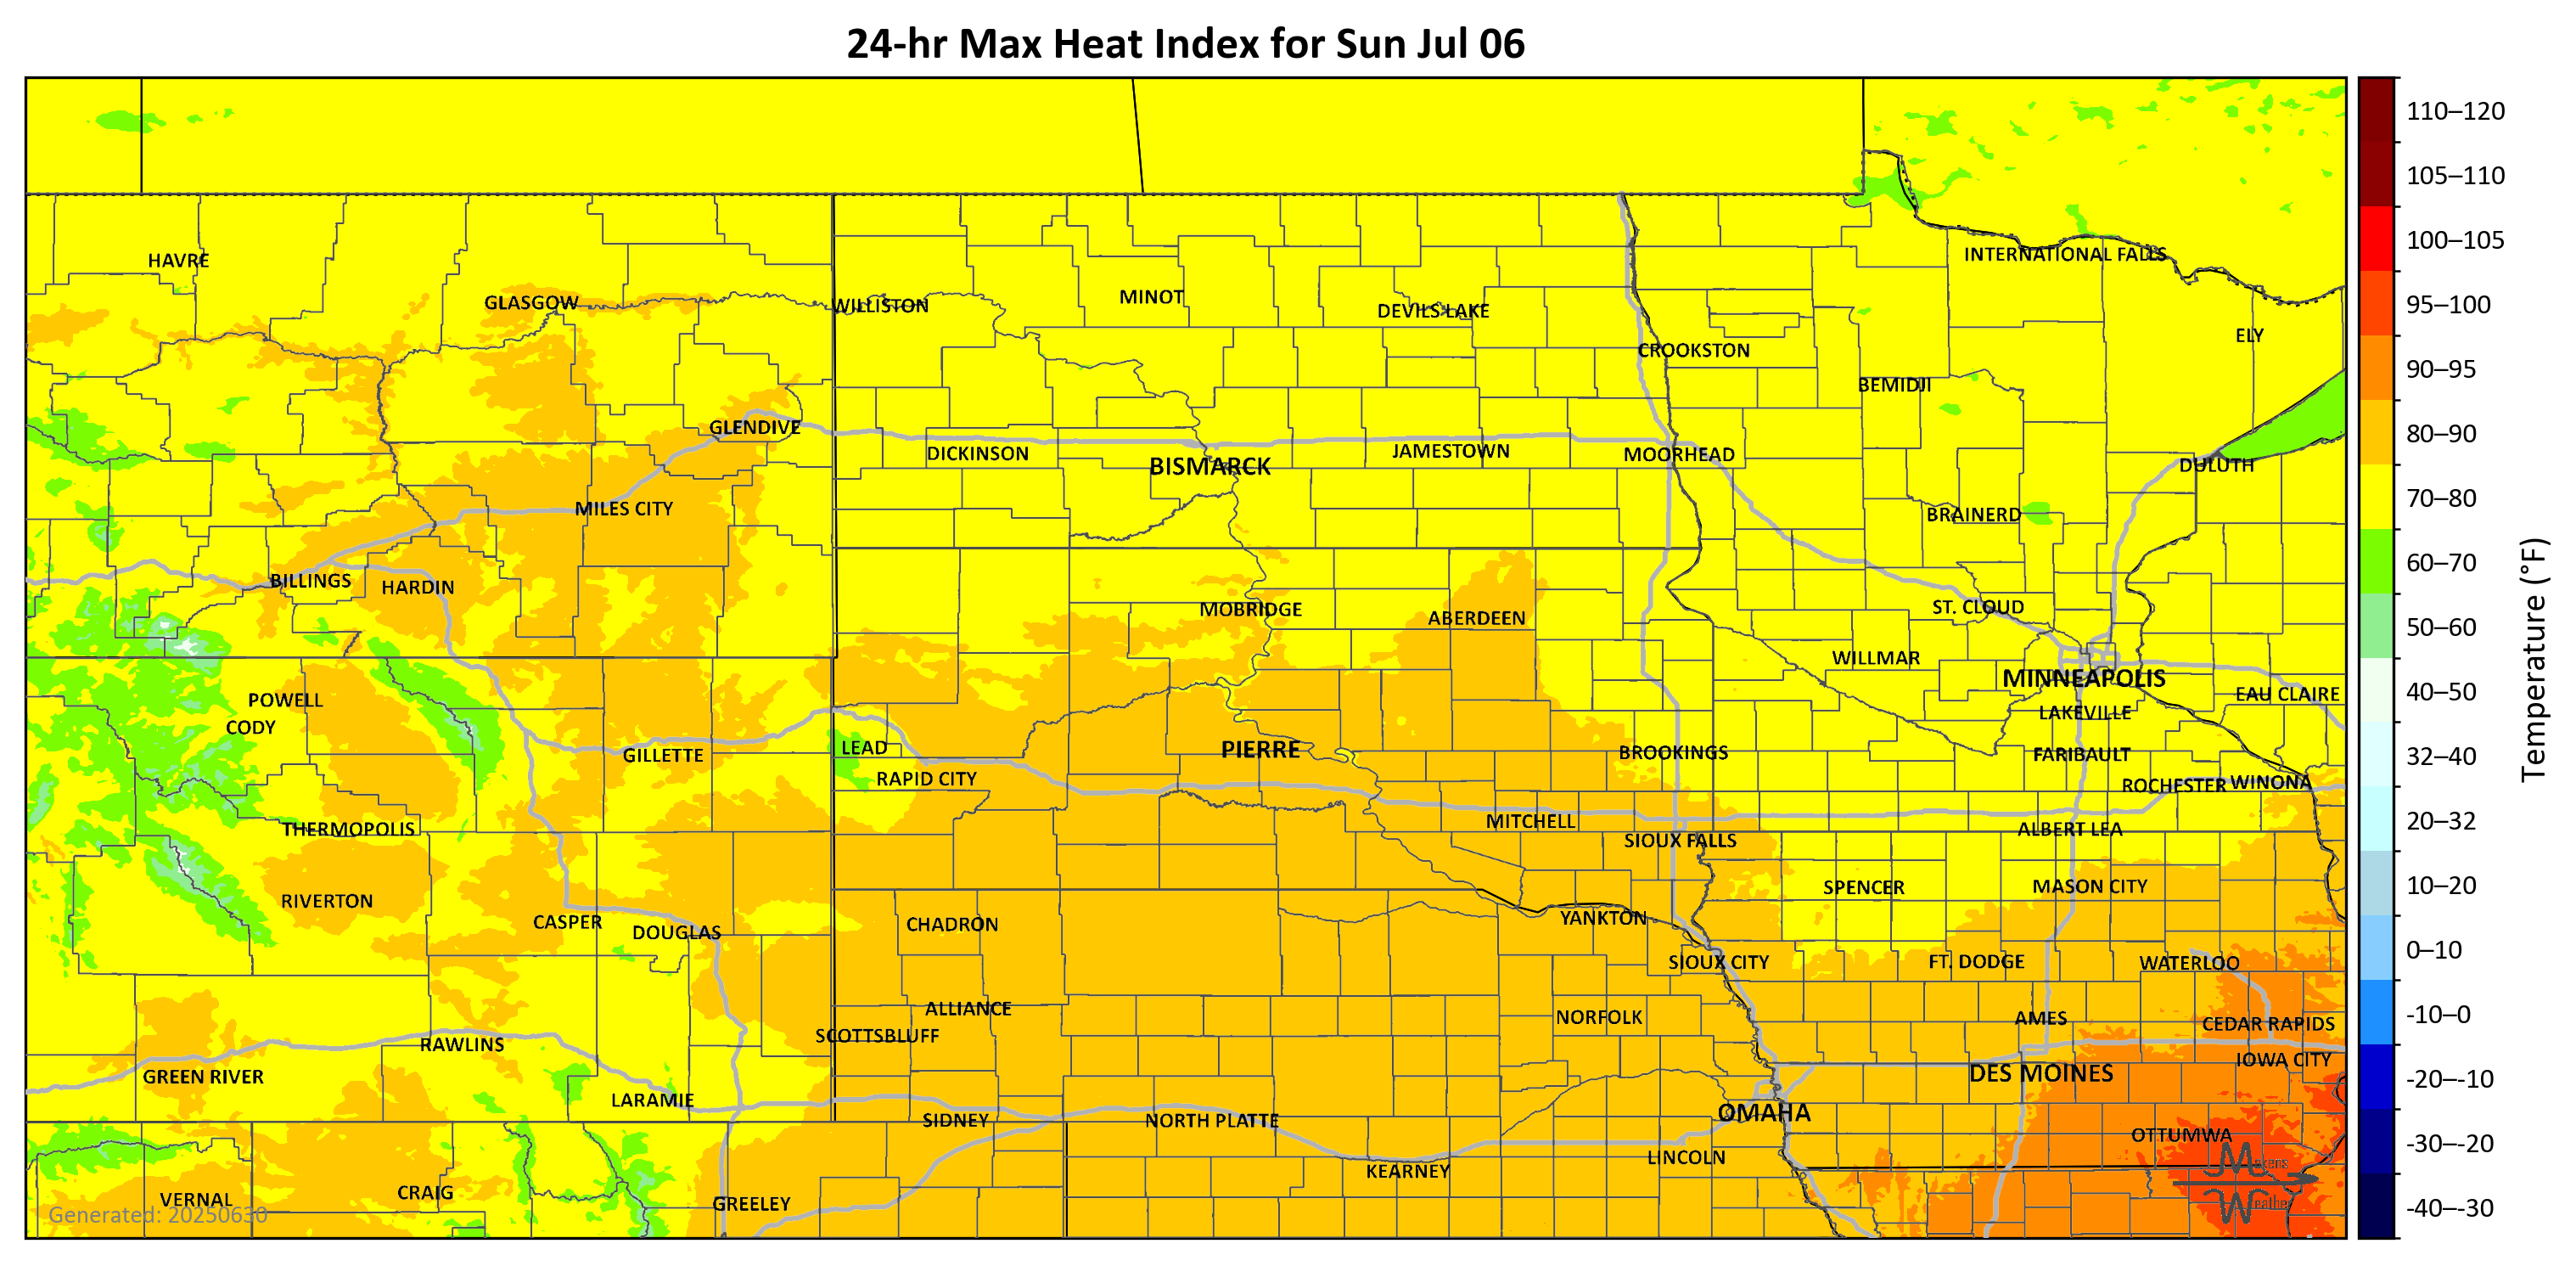 24-hr Max Heat Index for Sun Jul 06
110–120
105–110
100–105
95–100
90–95
80–90
70–80
60–70
50–60
40–50
32–40
20–32
10–20
0–10
-10–0
-20–-10
-30–-20
-40–-30
Temperature (°F)
HAVRE
INTERNATIONAL FALLS
GLASGOW
WILLISTON
MINOT
DEVILS LAKE
ELY
CROOKSTON
BEMIDJI
GLENDIVE
DICKINSON
BISMARCK
JAMESTOWN
MOORHEAD
DULUTH
MILES CITY
BRAINERD
BILLINGS
HARDIN
MOBRIDGE
ABERDEEN
ST. CLOUD
WILLMAR
MINNEAPOLIS
POWELL
EAU CLAIRE
CODY
LAKEVILLE
GILLETTE
LEAD
PIERRE
BROOKINGS
FARIBAULT
RAPID CITY
ROCHESTER
WINONA
THERMOPOLIS
MITCHELL
SIOUX FALLS
ALBERT LEA
RIVERTON
SPENCER
MASON CITY
CASPER
DOUGLAS
CHADRON
YANKTON
SIOUX CITY
FT. DODGE
WATERLOO
ALLIANCE
NORFOLK
AMES
CEDAR RAPIDS
SCOTTSBLUFF
RAWLINS
IOWA CITY
GREEN RIVER
DES MOINES
LARAMIE
SIDNEY
NORTH PLATTE
OMAHA
OTTUMWA
KEARNEY
LINCOLN
VERNAL
CRAIG
GREELEY
Makens
Weather
Generated: 20250630